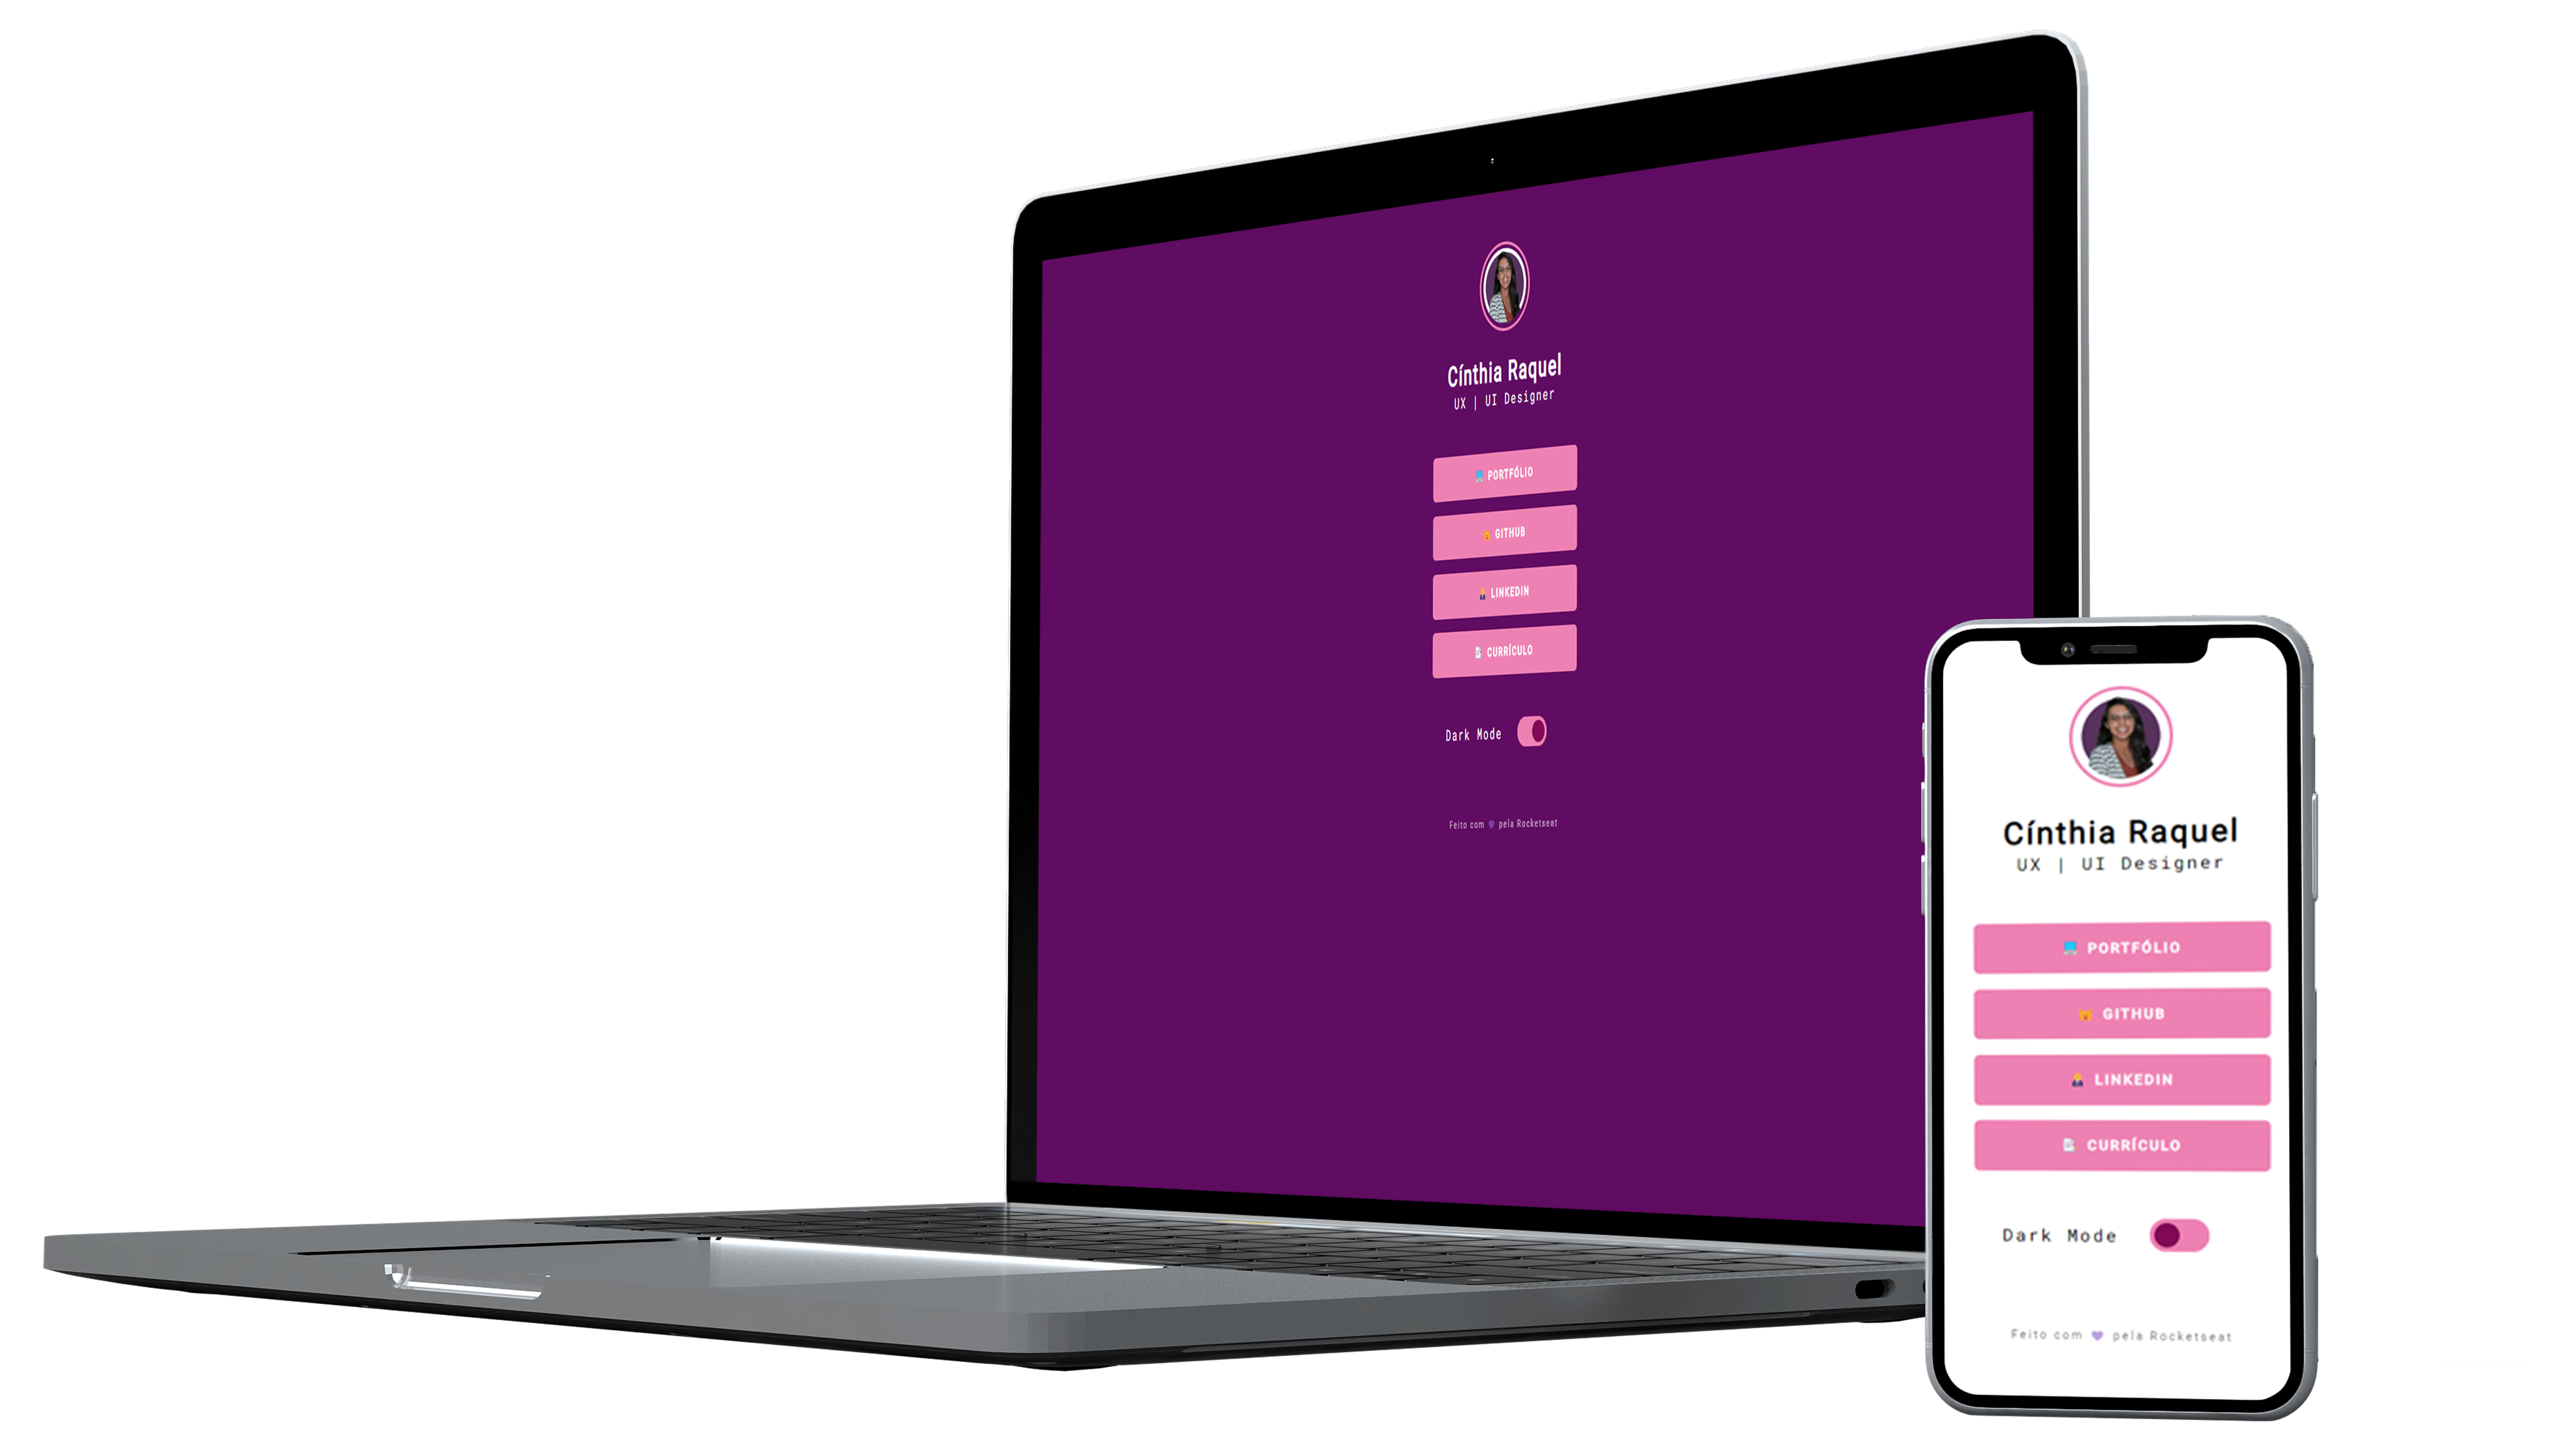 Cínthia Raquel
UX | UI Designer
PORTFÓLIO
GITHUB
LINKEDIN
CURRÍCULO
Dark Mode
Feito com 💜 pela Rocketseat
Cínthia Raquel
UX | UI Designer
PORTFÓLIO
GITHUB
LINKEDIN
CURRÍCULO
Dark Mode
Feito com 💜 pela Rocketseat